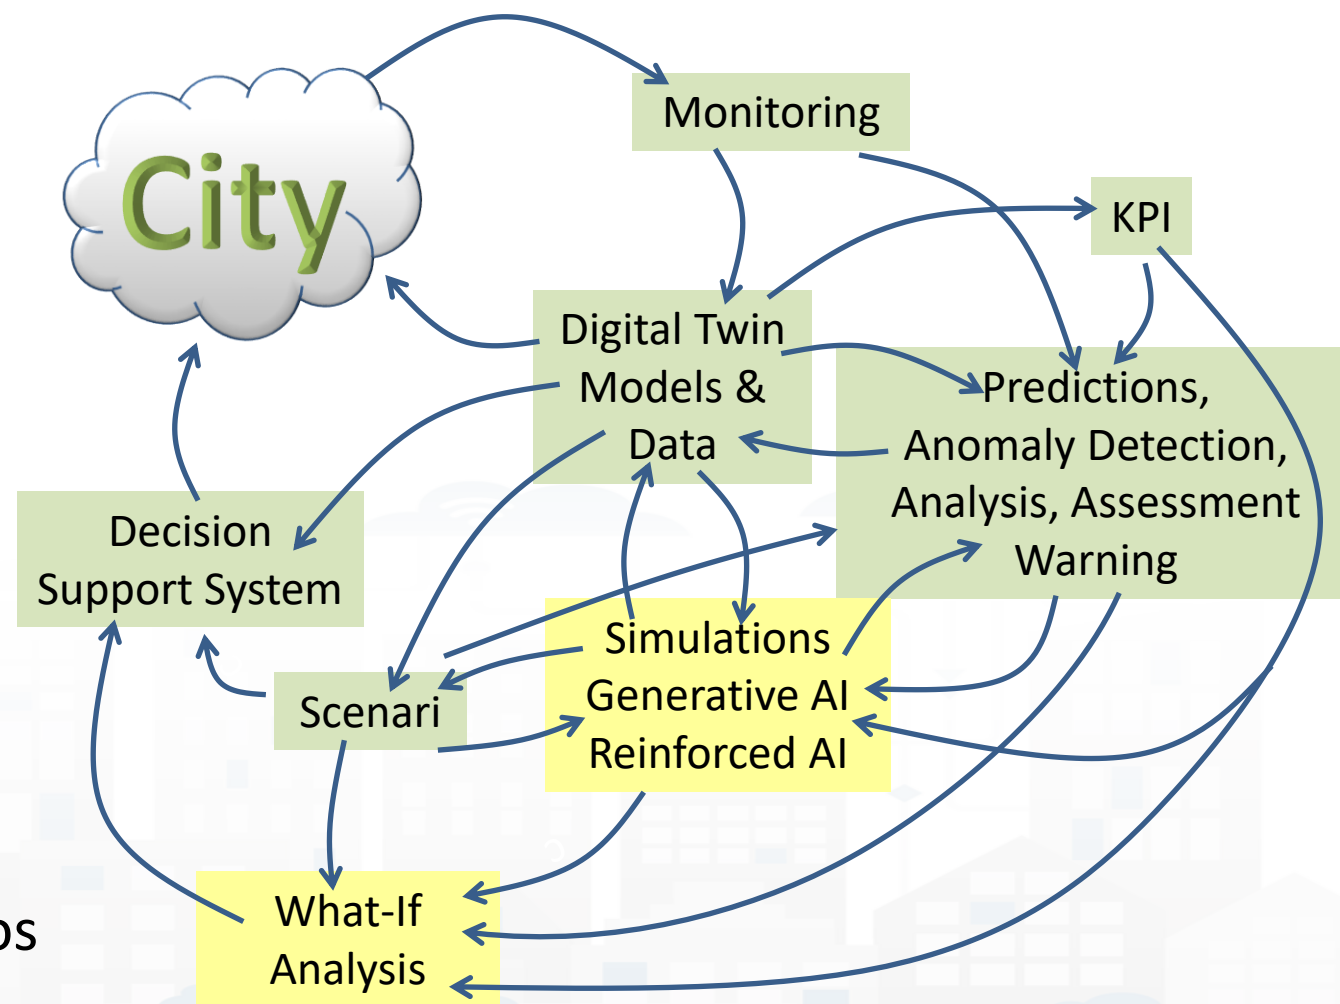 City
Monitoring
KPI
Digital Twin
Models &
Data
Predictions,
Anomaly Detection,
Analysis, Assessment
Warning
Decision
Support System
Simulations
Generative AI
Reinforced AI
Scenari
What-If
Analysis